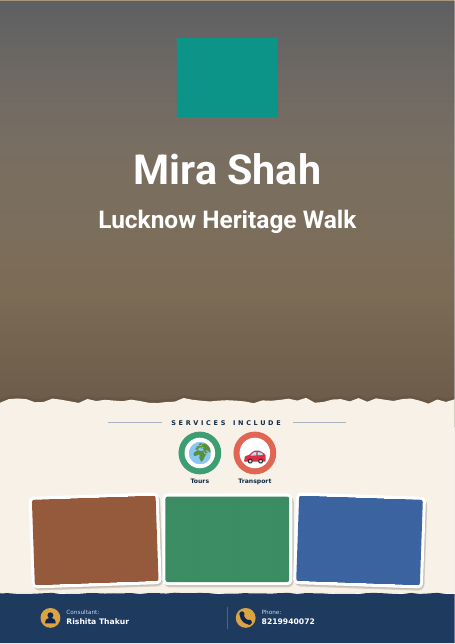 Mira Shah
Lucknow Heritage Walk
SERVICES INCLUDE
Tours
Transport
Consultant:
Rishita Thakur
Phone:
8219940072